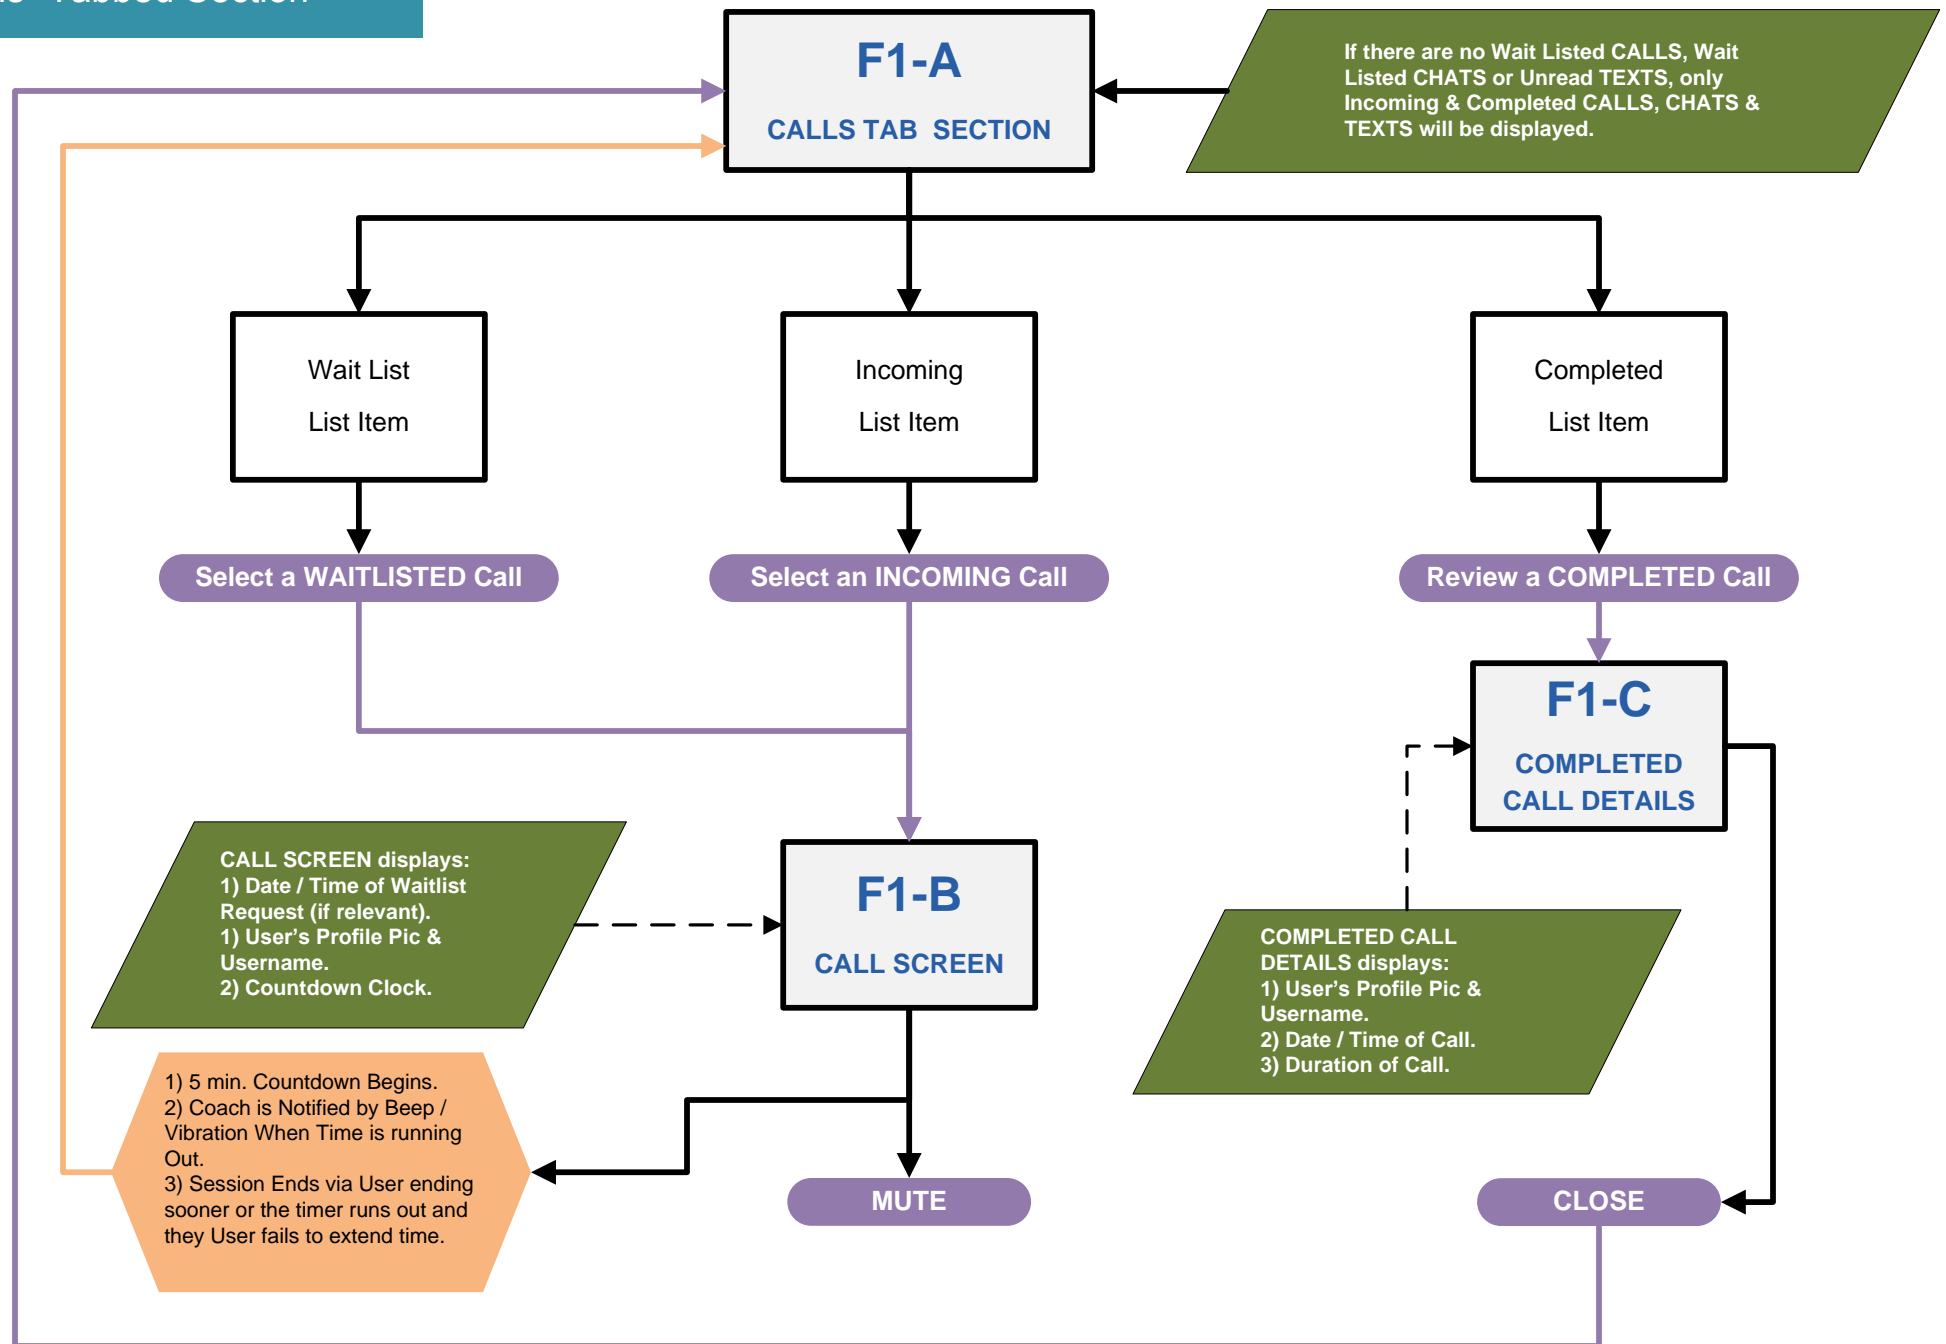 Tabbed Section
F1-A
CALLS TAB SECTION
If there are no Wait Listed CALLS, Wait
Listed CHATS or Unread TEXTS, only
Incoming & Completed CALLS, CHATS &
TEXTS will be displayed.
Wait List
List Item
Incoming
List Item
Completed
List Item
Select a WAITLISTED Call
Select an INCOMING Call
Review a COMPLETED Call
F1-C
COMPLETED
CALL DETAILS
CALL SCREEN displays:
1) Date / Time of Waitlist
Request (if relevant).
1) User's Profile Pic &
Username.
2) Countdown Clock.
F1-B
CALL SCREEN
COMPLETED CALL
DETAILS displays:
1) User's Profile Pic &
Username.
2) Date / Time of Call.
3) Duration of Call.
1) 5 min. Countdown Begins.
2) Coach is Notified by Beep /
Vibration When Time is running
Out.
3) Session Ends via User ending
sooner or the timer runs out and
they User fails to extend time.
MUTE
CLOSE